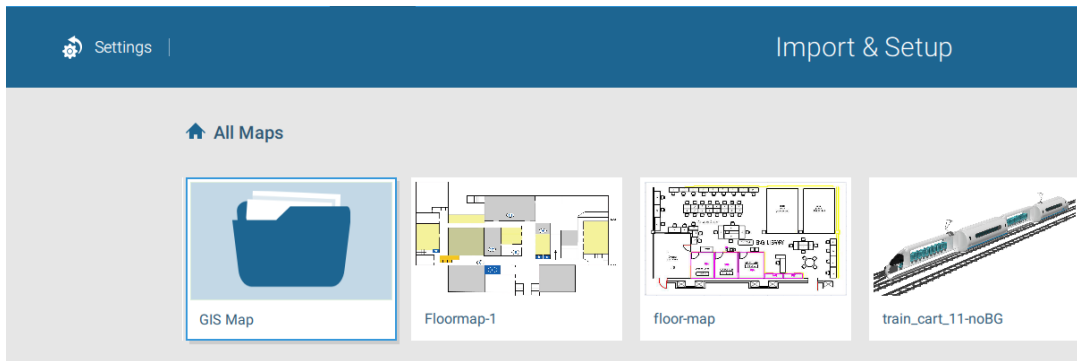 Settings
Import & Setup
All Maps
GIS Map
Floormap-1
floor-map
train_cart_11-noBG